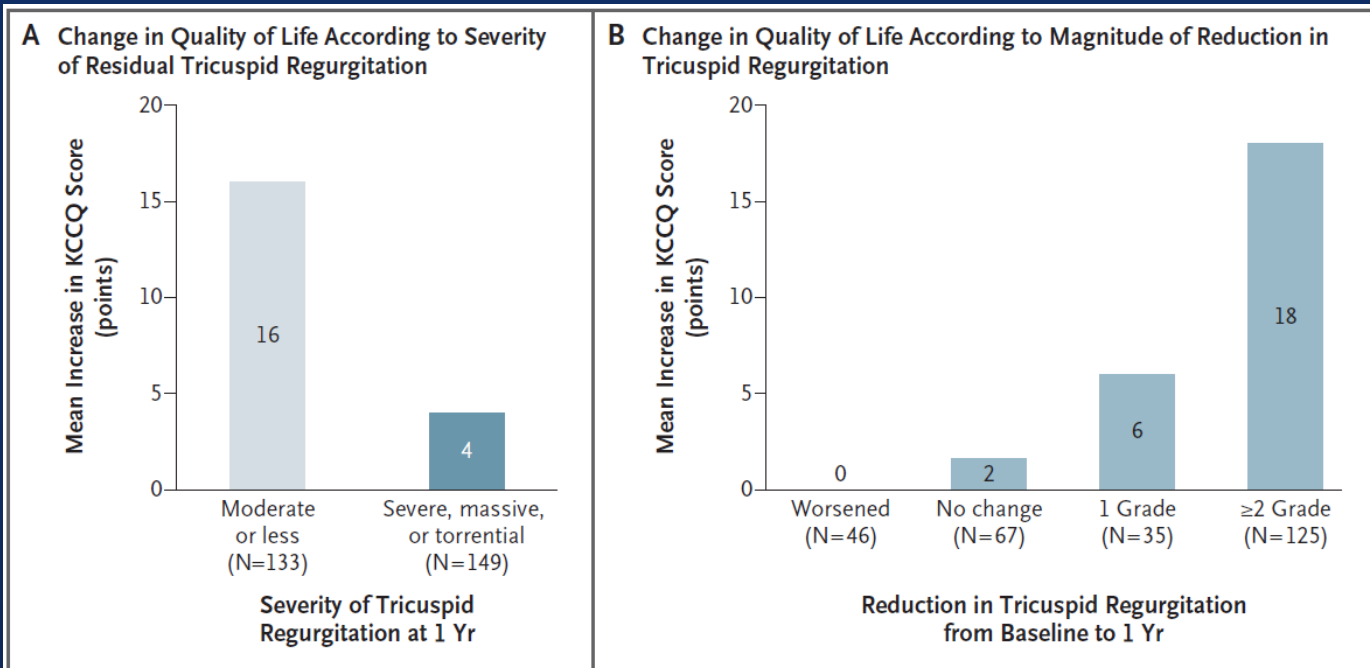 A Change in Quality of Life According to Severity
of Residual Tricuspid Regurgitation
Mean Increase in KCCQ Score
(points)
20
15
10
5
0
16
4
Moderate
or less
(N=133)
Severe, massive,
or torrential
(N=149)
Severity of Tricuspid
Regurgitation at 1 Yr
B Change in Quality of Life According to Magnitude of Reduction in
Tricuspid Regurgitation
Mean Increase in KCCQ Score
(points)
20
15
10
5
0
0
2
6
18
Worsened
(N=46)
No change
(N=67)
1 Grade
(N=35)
≥2 Grade
(N=125)
Reduction in Tricuspid Regurgitation
from Baseline to 1 Yr